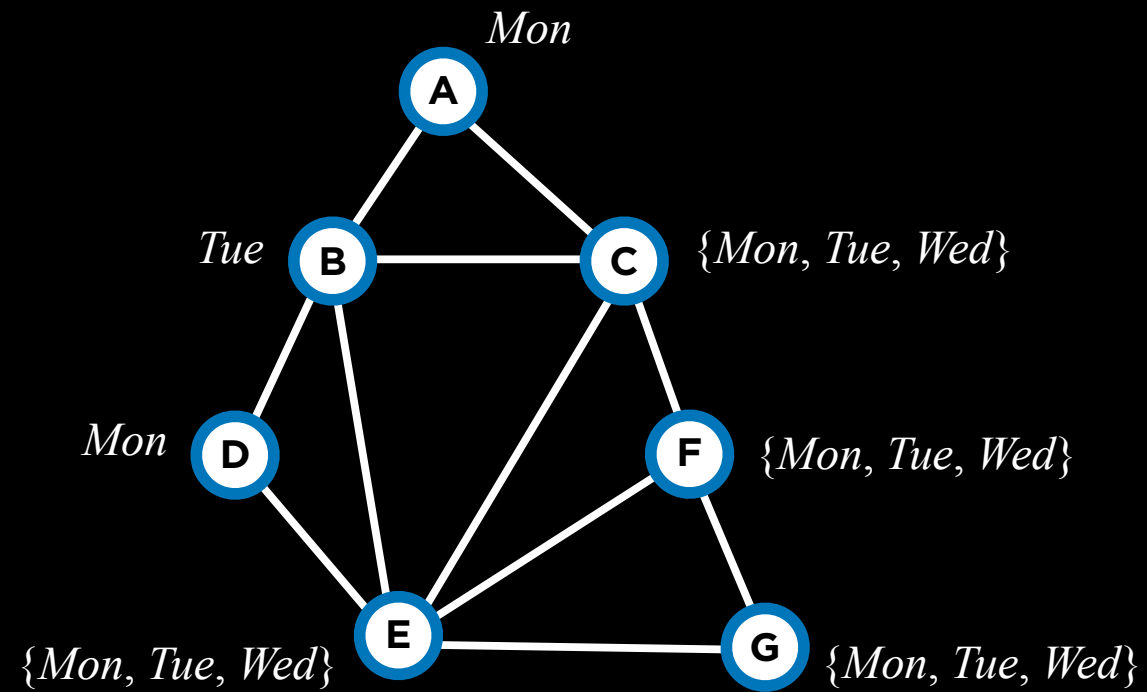 Mon
A
Tue
B
C
{Mon, Tue, Wed}
Mon
D
F
{Mon, Tue, Wed}
E
G
{Mon, Tue, Wed}
{Mon, Tue, Wed}